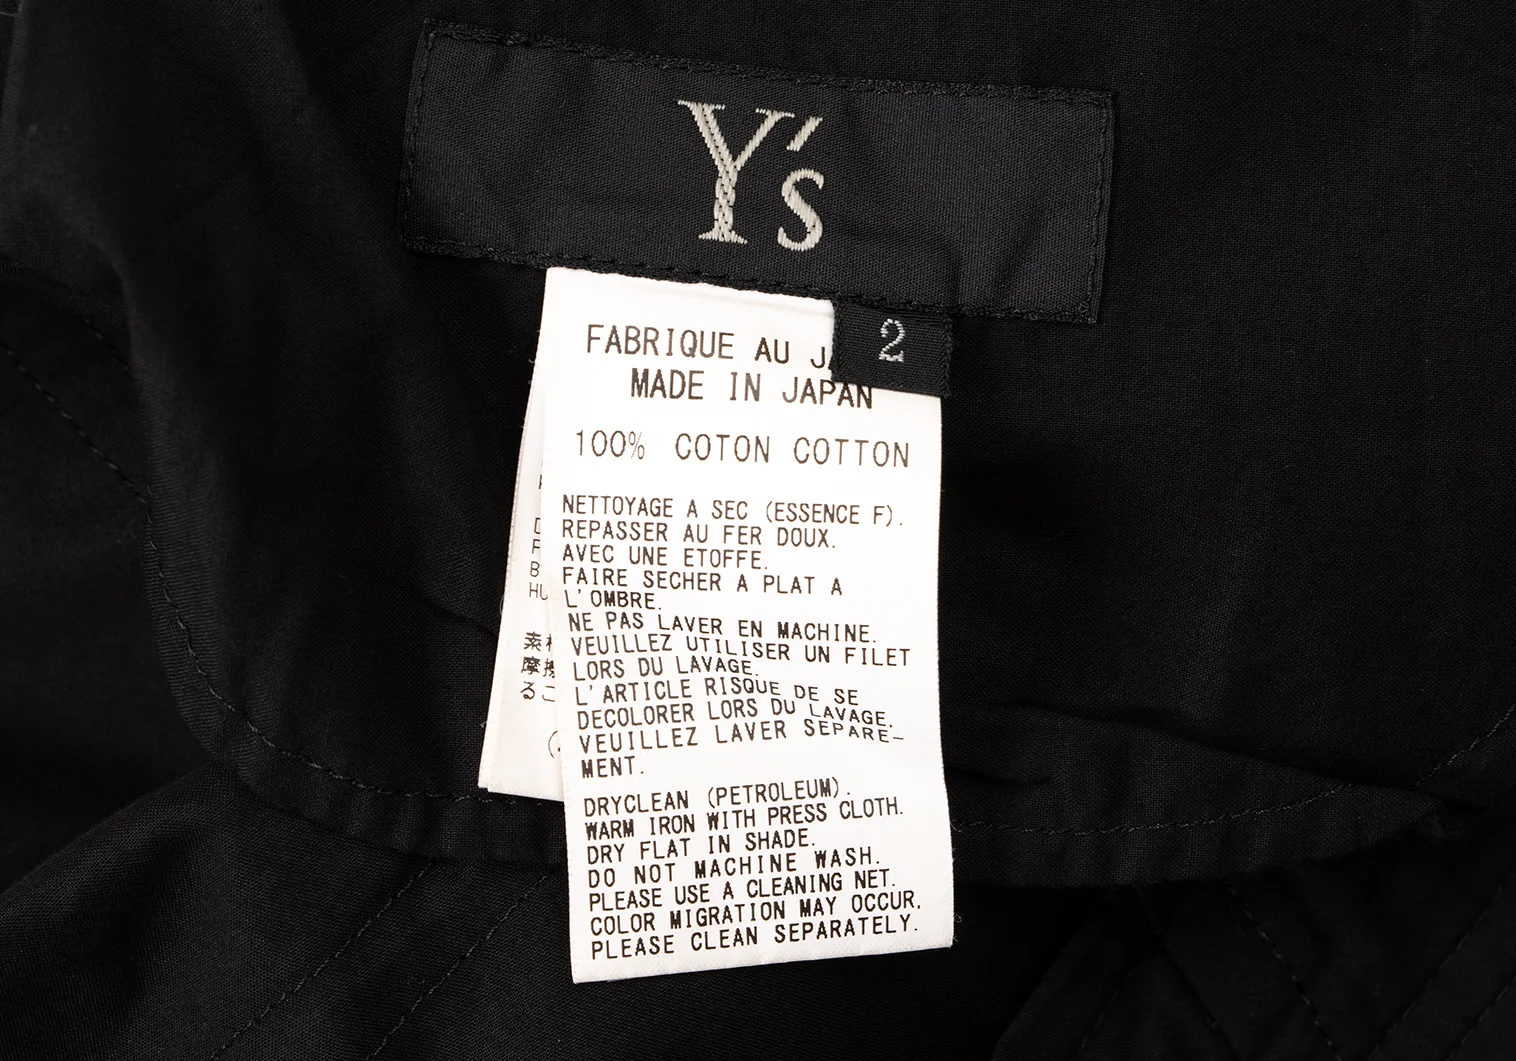 Y's
2
FABRIQUE AU
MADE IN JAPAN
100% COTON COTTON
NETTOYAGE A SEC (ESSENCE F).
REPASSER AU FER DOUX.
AVEC UNE ETOFFE.
FAIRE SECHER A PLAT A
L'OMBRE.
NE PAS LAVER EN MACHINE.
VEUILLEZ UTILISER UN FILET
LORS DU LAVAGE.
L'ARTICLE RISQUE DE SE
DECOLORER LORS DU LAVAGE.
VEUILLEZ LAVER SEPARE-
MENT.
DRYCLEAN (PETROLEUM).
WARM IRON WITH PRESS CLOTH.
DRY FLAT IN SHADE.
DO NOT MACHINE WASH.
PLEASE USE A CLEANING NET.
COLOR MIGRATION MAY OCCUR.
PLEASE CLEAN SEPARATELY.